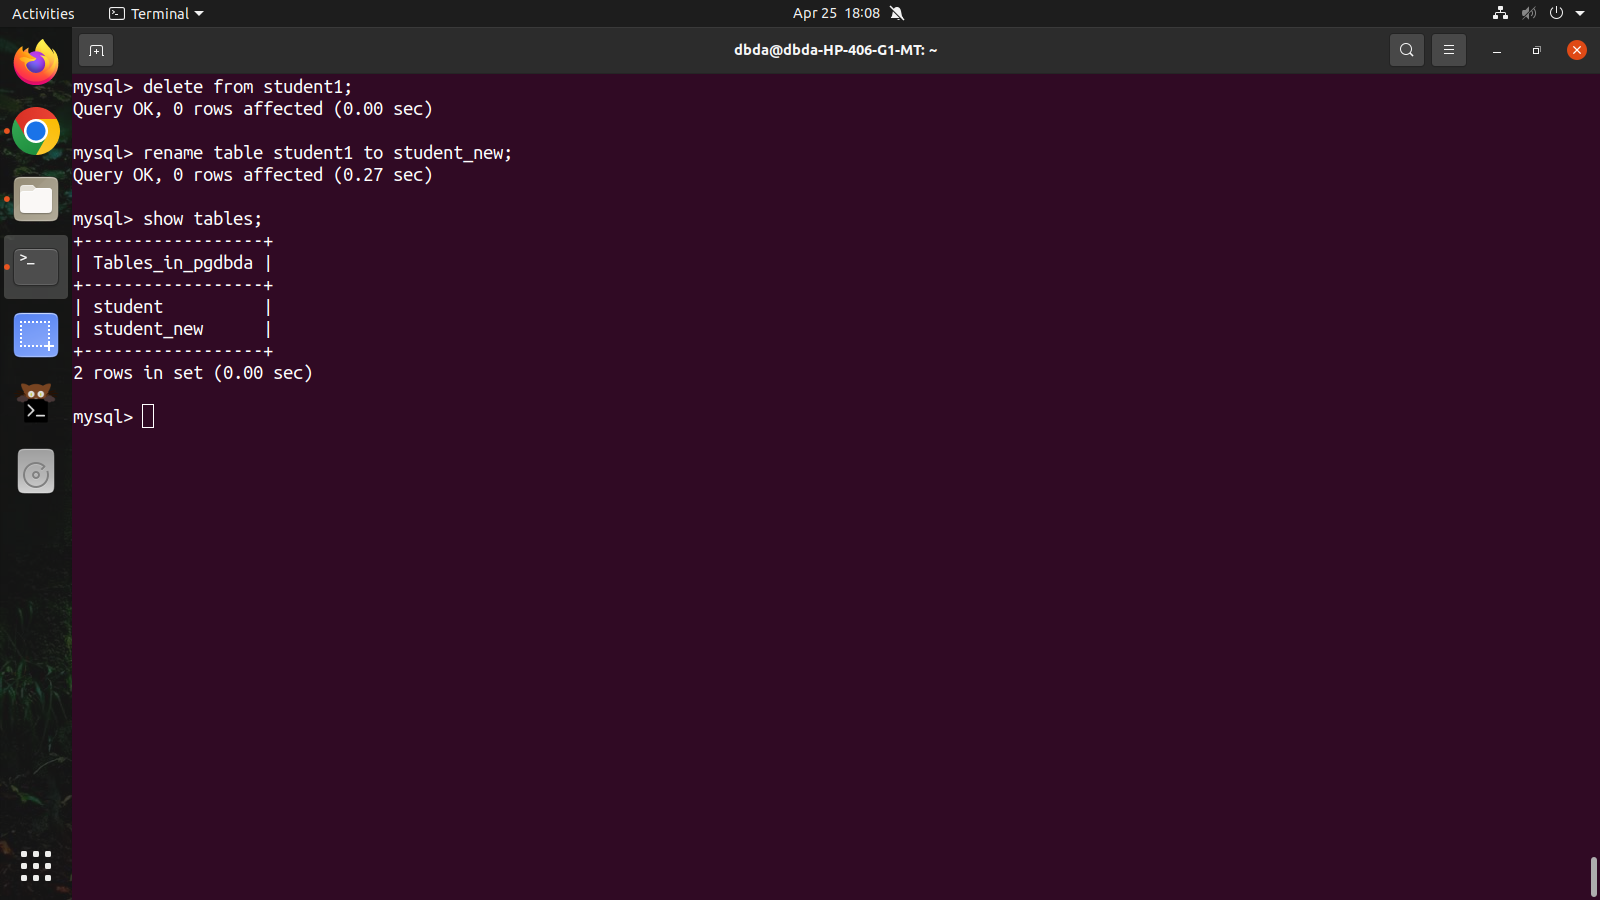 Activities
Terminal
Apr 25 18:08
dbda@dbda-HP-406-G1-MT: ~
mysql> delete from student1;
Query OK, 0 rows affected (0.00 sec)
mysql> rename table student1 to student_new;
Query OK, 0 rows affected (0.27 sec)
mysql> show tables;
+------------------+
| Tables_in_pgdbda |
+------------------+
| student          |
| student_new      |
+------------------+
2 rows in set (0.00 sec)
mysql>